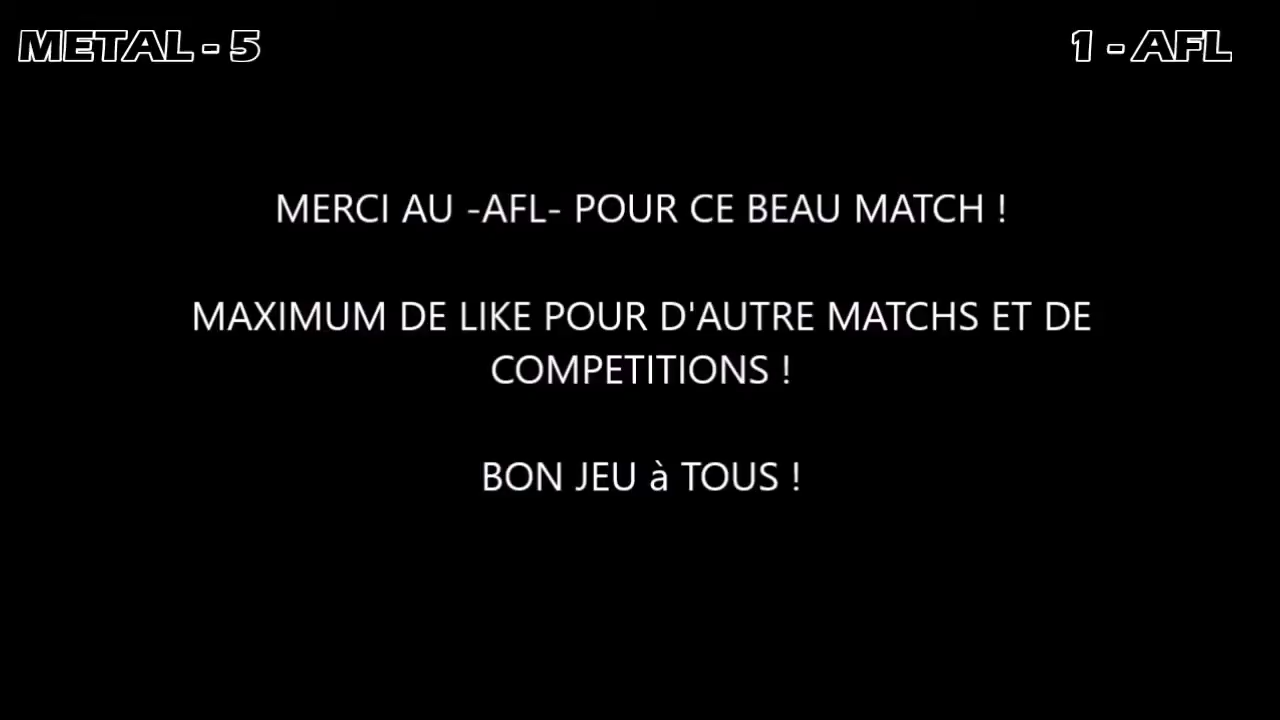 METAL - 5
1 - AFL
MERCI AU -AFL- POUR CE BEAU MATCH !
MAXIMUM DE LIKE POUR D'AUTRE MATCHS ET DE
COMPETITIONS !
BON JEU à TOUS !